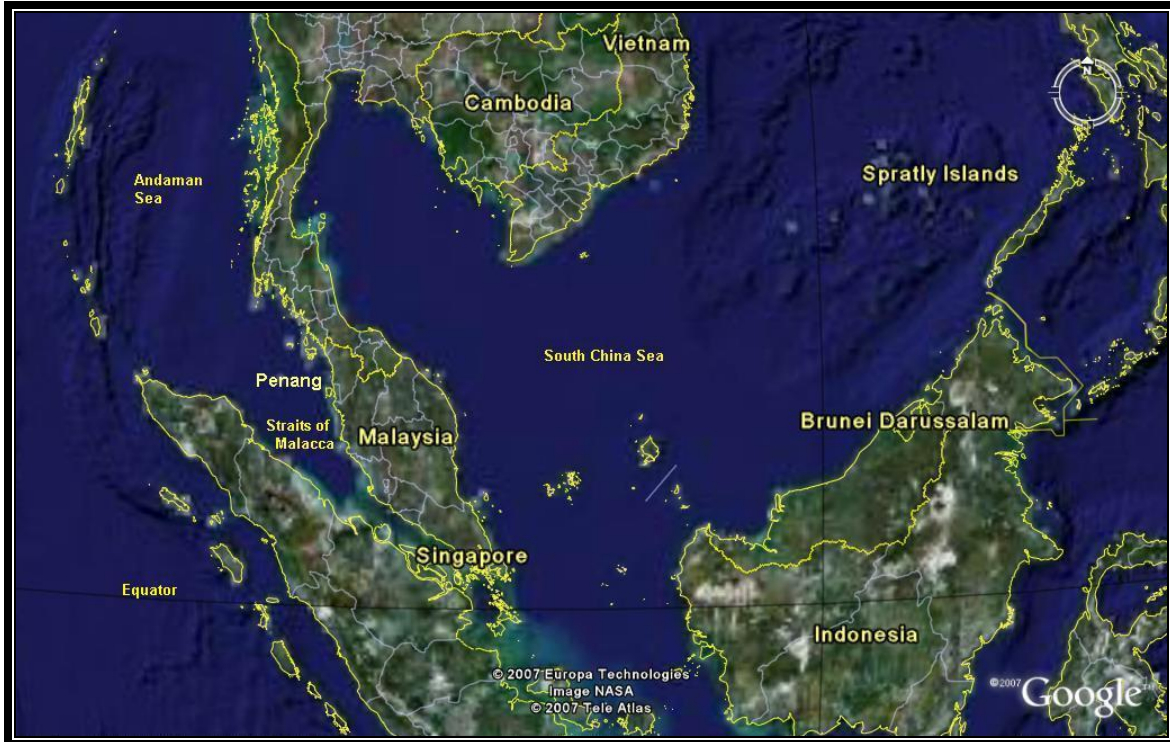 Vietnam
Cambodia
N
Andaman
Sea
Spratly Islands
South China Sea
Penang
Straits of
Malacca
Malaysia
Brunei Darussalam
Singapore
Equator
Indonesia
© 2007 Europa Technologies
Image NASA
© 2007 Tele Atlas
©2007 Google™